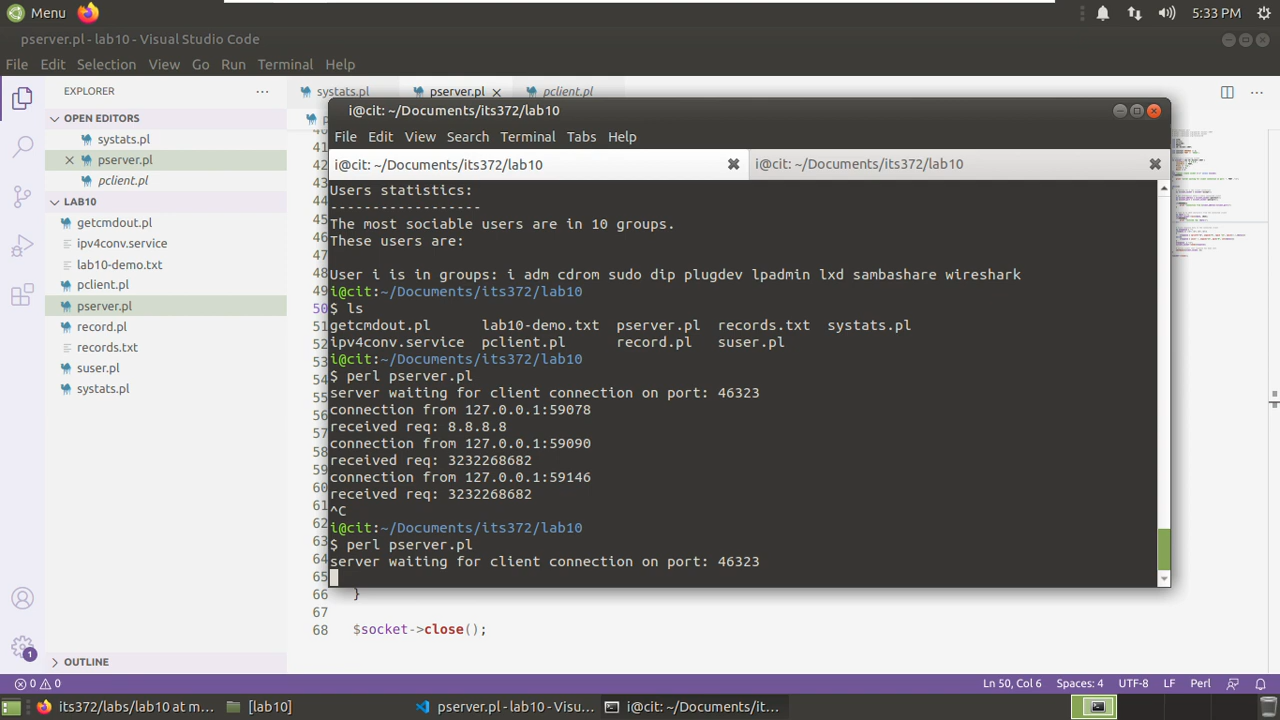 Menu
5:33 PM
pserver.pl - lab10 - Visual Studio Code
File Edit Selection View Go Run Terminal Help
EXPLORER
systats.pl pserver.pl pclient.pl
OPEN EDITORS
systats.pl
pserver.pl
pclient.pl
LAB10
getcmdout.pl
ipv4conv.service
lab10-demo.txt
pclient.pl
pserver.pl
record.pl
records.txt
suser.pl
systats.pl
OUTLINE
i@cit: ~/Documents/its372/lab10
File Edit View Search Terminal Tabs Help
i@cit: ~/Documents/its372/lab10
i@cit: ~/Documents/its372/lab10
Users statistics:
--------------------
The most sociable users are in 10 groups.
These users are:
User i is in groups: i adm cdrom sudo dip plugdev lpadmin lxd sambashare wireshark
i@cit:~/Documents/its372/lab10
$ ls
getcmdout.pl lab10-demo.txt pserver.pl records.txt systats.pl
ipv4conv.service pclient.pl record.pl suser.pl
i@cit:~/Documents/its372/lab10
$ perl pserver.pl
server waiting for client connection on port: 46323
connection from 127.0.0.1:59078
received req: 8.8.8.8
connection from 127.0.0.1:59090
received req: 3232268682
connection from 127.0.0.1:59146
received req: 3232268682
^C
i@cit:~/Documents/its372/lab10
$ perl pserver.pl
server waiting for client connection on port: 46323
66 }
67
68 $socket->close();
0 0 Ln 50, Col 6 Spaces: 4 UTF-8 LF Perl
1
its372/labs/lab10 at m... [lab10] pserver.pl - lab10 - Visu... i@cit: ~/Documents/it...